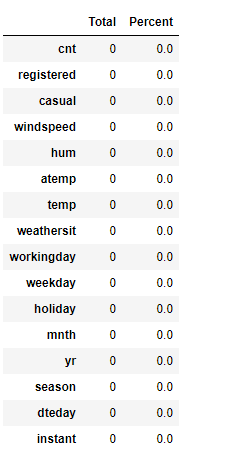 Total Percent
cnt 0 0.0
registered 0 0.0
casual 0 0.0
windspeed 0 0.0
hum 0 0.0
atemp 0 0.0
temp 0 0.0
weathersit 0 0.0
workingday 0 0.0
weekday 0 0.0
holiday 0 0.0
mnth 0 0.0
yr 0 0.0
season 0 0.0
dteday 0 0.0
instant 0 0.0